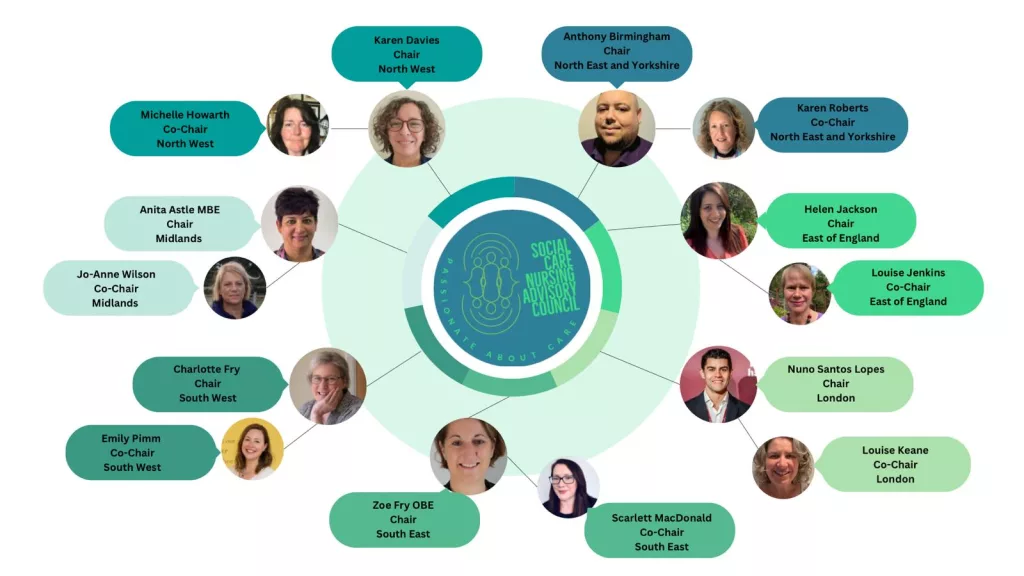 Karen Davies
Chair
North West
Anthony Birmingham
Chair
North East and Yorkshire
Michelle Howarth
Co-Chair
North West
Karen Roberts
Co-Chair
North East and Yorkshire
Anita Astle MBE
Chair
Midlands
Helen Jackson
Chair
East of England
Jo-Anne Wilson
Co-Chair
Midlands
Louise Jenkins
Co-Chair
East of England
SOCIAL
CARE
NURSING
ADVISORY
COUNCIL
PASSIONATE ABOUT CARE
Charlotte Fry
Chair
South West
Nuno Santos Lopes
Chair
London
Emily Pimm
Co-Chair
South West
Louise Keane
Co-Chair
London
Zoe Fry OBE
Chair
South East
Scarlett MacDonald
Co-Chair
South East